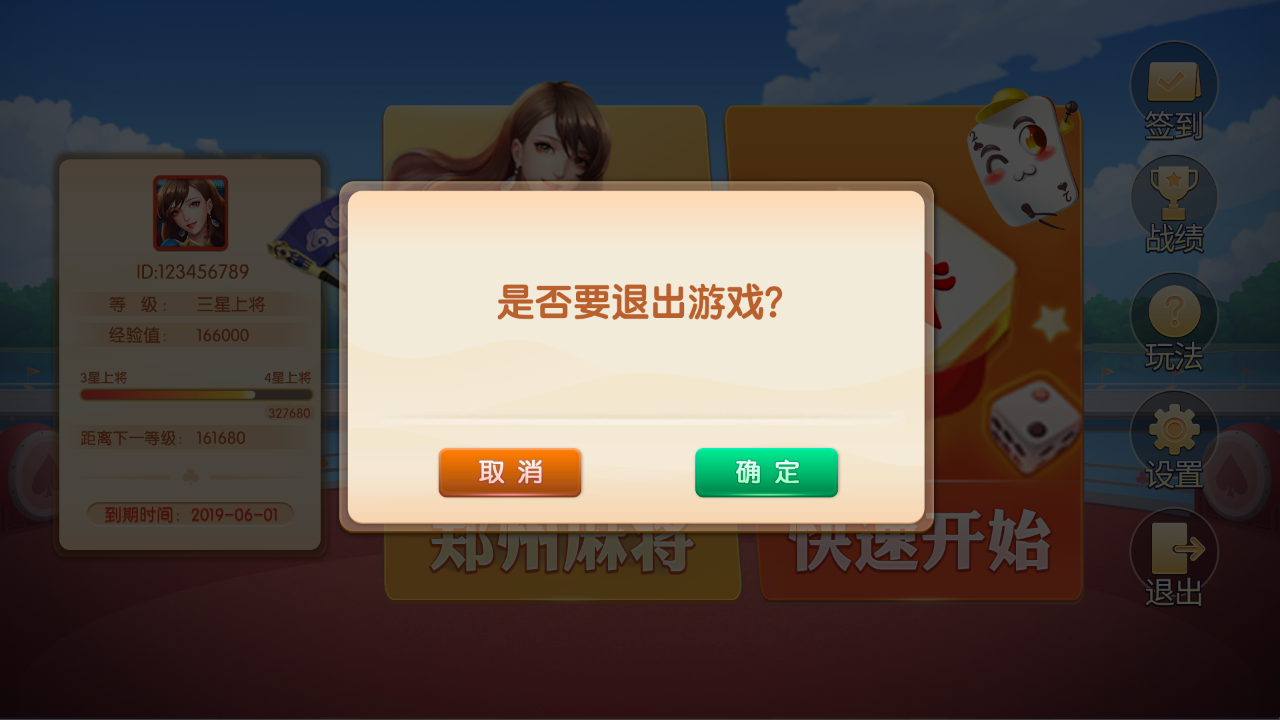 ID:123456789
等 级： 三星上将
经验值： 166000
3星上将 4星上将
327680
距离下一等级： 161680
到期时间：2019-06-01
是否要退出游戏?
取 消
确 定
郑州麻将
快速开始
签到
战绩
?
玩法
设置
退出